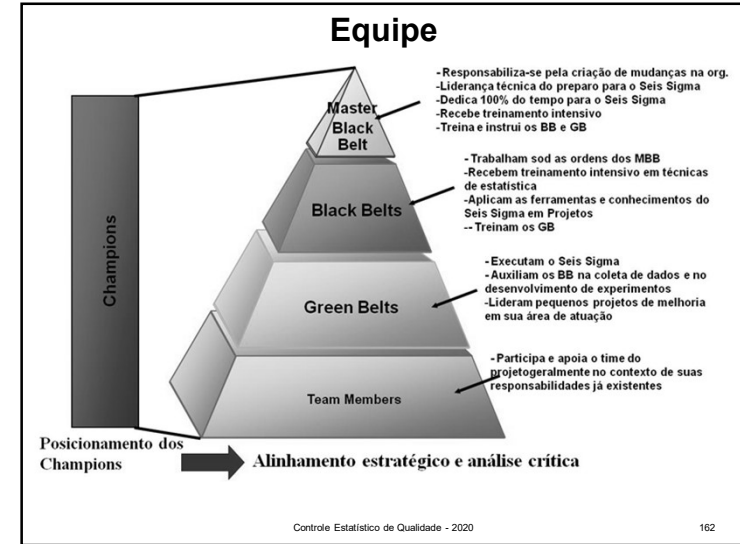 Equipe
Champions
Master
Black
Belt
-Responsabiliza-se pela criação de mudanças na org.
-Liderança técnica do preparo para o Seis Sigma
-Dedica 100% do tempo para o Seis Sigma
-Recebe treinamento intensivo
-Treina e instrui os BB e GB
Black Belts
- Trabalham sod as ordens dos MBB
-Recebem treinamento intensivo em técnicas
de estatística
-Aplicam as ferramentas e conhecimentos do
Seis Sigma em Projetos
-- Treinam os GB
Green Belts
-Executam o Seis Sigma
- Auxiliam os BB na coleta de dados e no
desenvolvimento de experimentos
-Lideram pequenos projetos de melhoria
em sua área de atuação
Team Members
- Participa e apoia o time do
projetogeralmente no contexto de suas
responsabilidades já existentes
Posicionamento dos
Champions
Alinhamento estratégico e análise crítica
Controle Estatístico de Qualidade - 2020
162